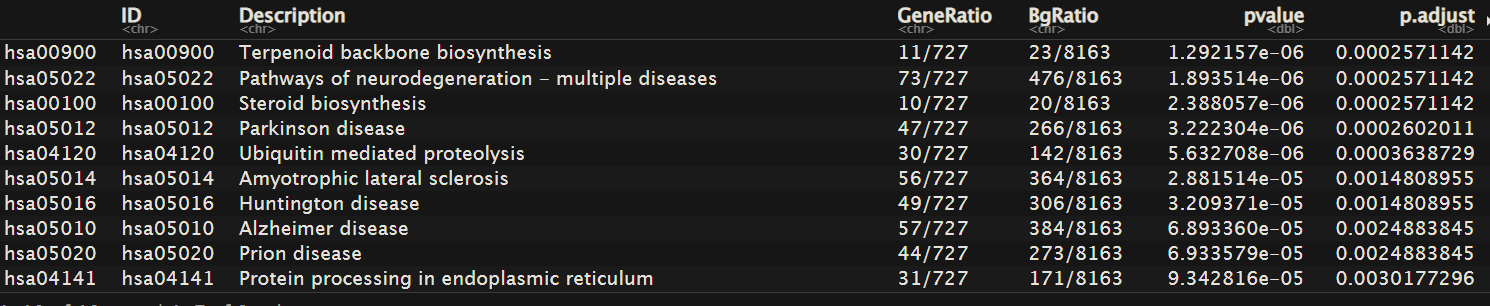 ID Description GeneRatio BgRatio pvalue p.adjust
<chr> <chr> <chr> <chr> <dbl> <dbl>
hsa00900 hsa00900 Terpenoid backbone biosynthesis 11/727 23/8163 1.292157e-06 0.0002571142
hsa05022 hsa05022 Pathways of neurodegeneration - multiple diseases 73/727 476/8163 1.893514e-06 0.0002571142
hsa00100 hsa00100 Steroid biosynthesis 10/727 20/8163 2.388057e-06 0.0002571142
hsa05012 hsa05012 Parkinson disease 47/727 266/8163 3.222304e-06 0.0002602011
hsa04120 hsa04120 Ubiquitin mediated proteolysis 30/727 142/8163 5.632708e-06 0.0003638729
hsa05014 hsa05014 Amyotrophic lateral sclerosis 56/727 364/8163 2.881514e-05 0.0014808955
hsa05016 hsa05016 Huntington disease 49/727 306/8163 3.209371e-05 0.0014808955
hsa05010 hsa05010 Alzheimer disease 57/727 384/8163 6.893360e-05 0.0024883845
hsa05020 hsa05020 Prion disease 44/727 273/8163 6.933579e-05 0.0024883845
hsa04141 hsa04141 Protein processing in endoplasmic reticulum 31/727 171/8163 9.342816e-05 0.0030177296